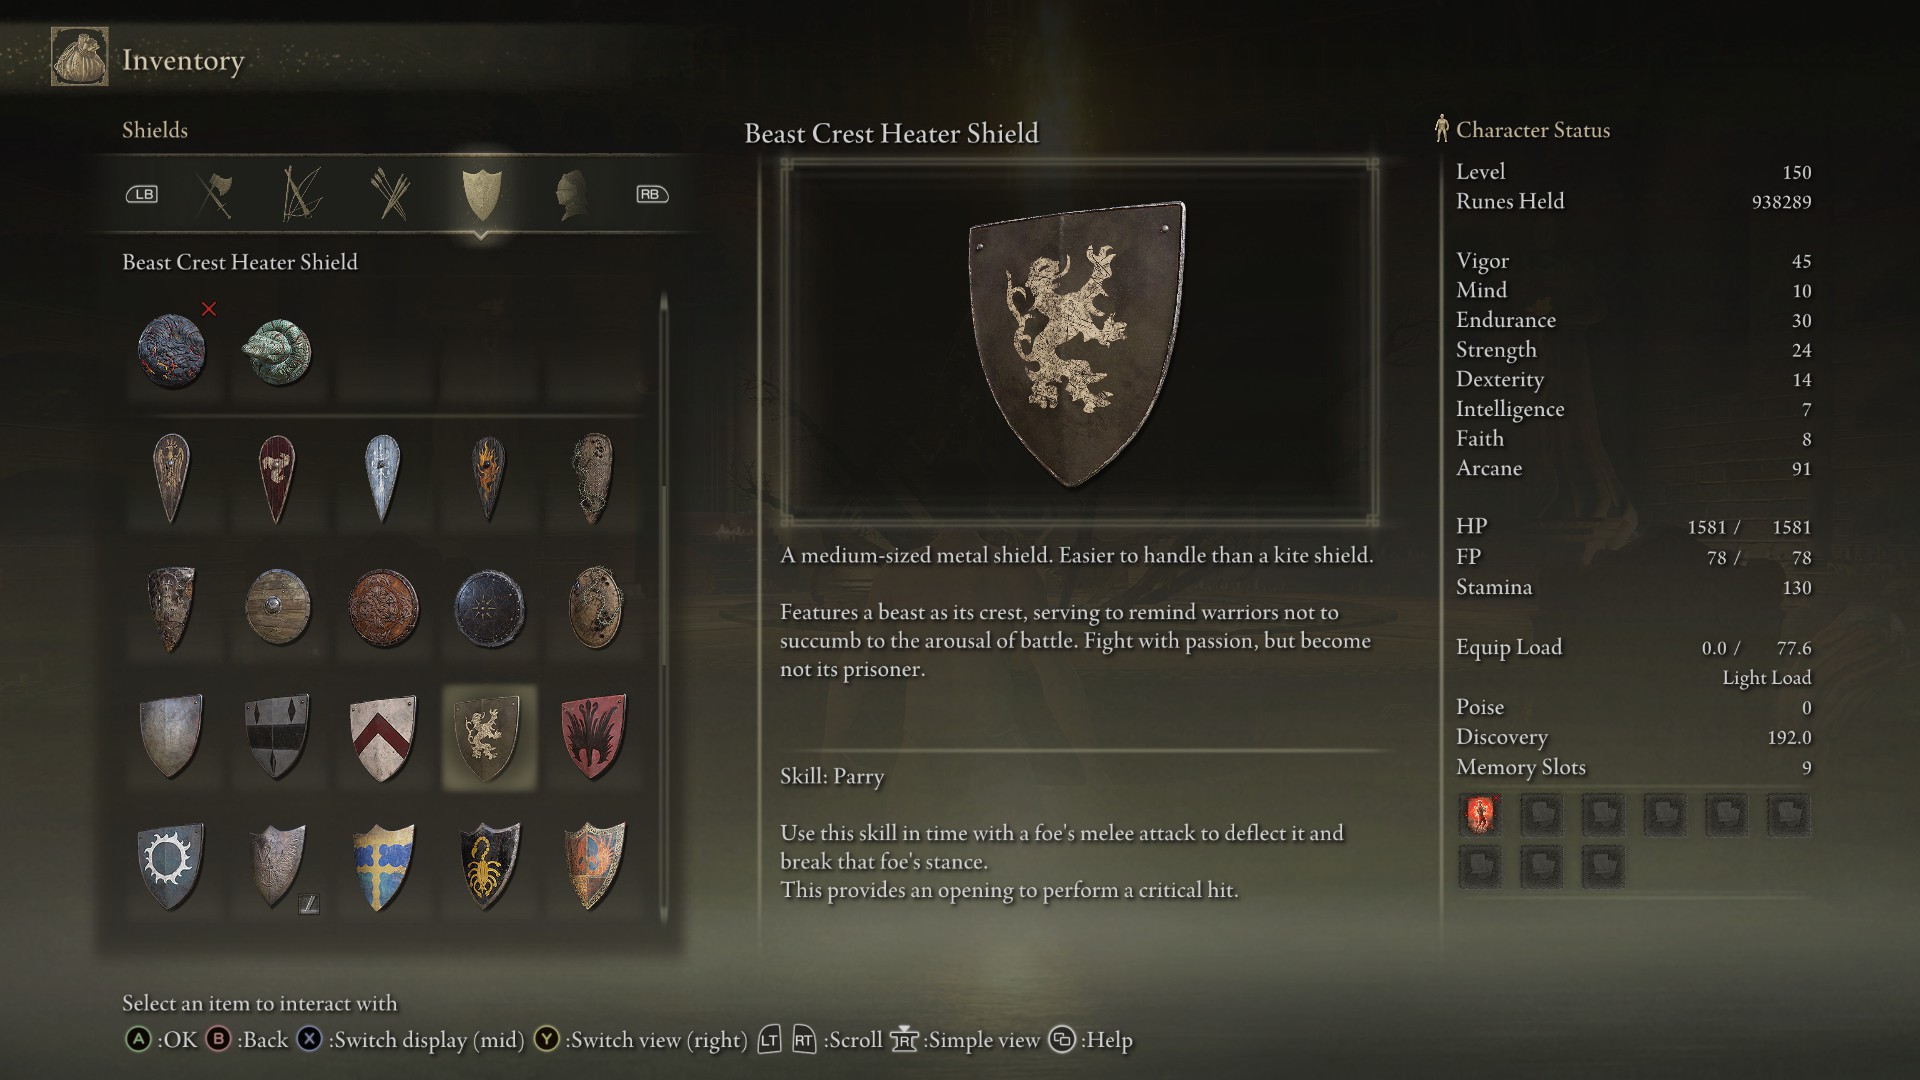 Inventory
Shields
LB
RB
Beast Crest Heater Shield
Beast Crest Heater Shield
A medium-sized metal shield. Easier to handle than a kite shield.
Features a beast as its crest, serving to remind warriors not to
succumb to the arousal of battle. Fight with passion, but become
not its prisoner.
Skill: Parry
Use this skill in time with a foe's melee attack to deflect it and
break that foe's stance.
This provides an opening to perform a critical hit.
Character Status
Level 150
Runes Held 938289
Vigor 45
Mind 10
Endurance 30
Strength 24
Dexterity 14
Intelligence 7
Faith 8
Arcane 91
HP 1581 / 1581
FP 78 / 78
Stamina 130
Equip Load 0.0 / 77.6
Light Load
Poise 0
Discovery 192.0
Memory Slots 9
Select an item to interact with
A :OK B :Back X :Switch display (mid) Y :Switch view (right) LT RT :Scroll R :Simple view :Help